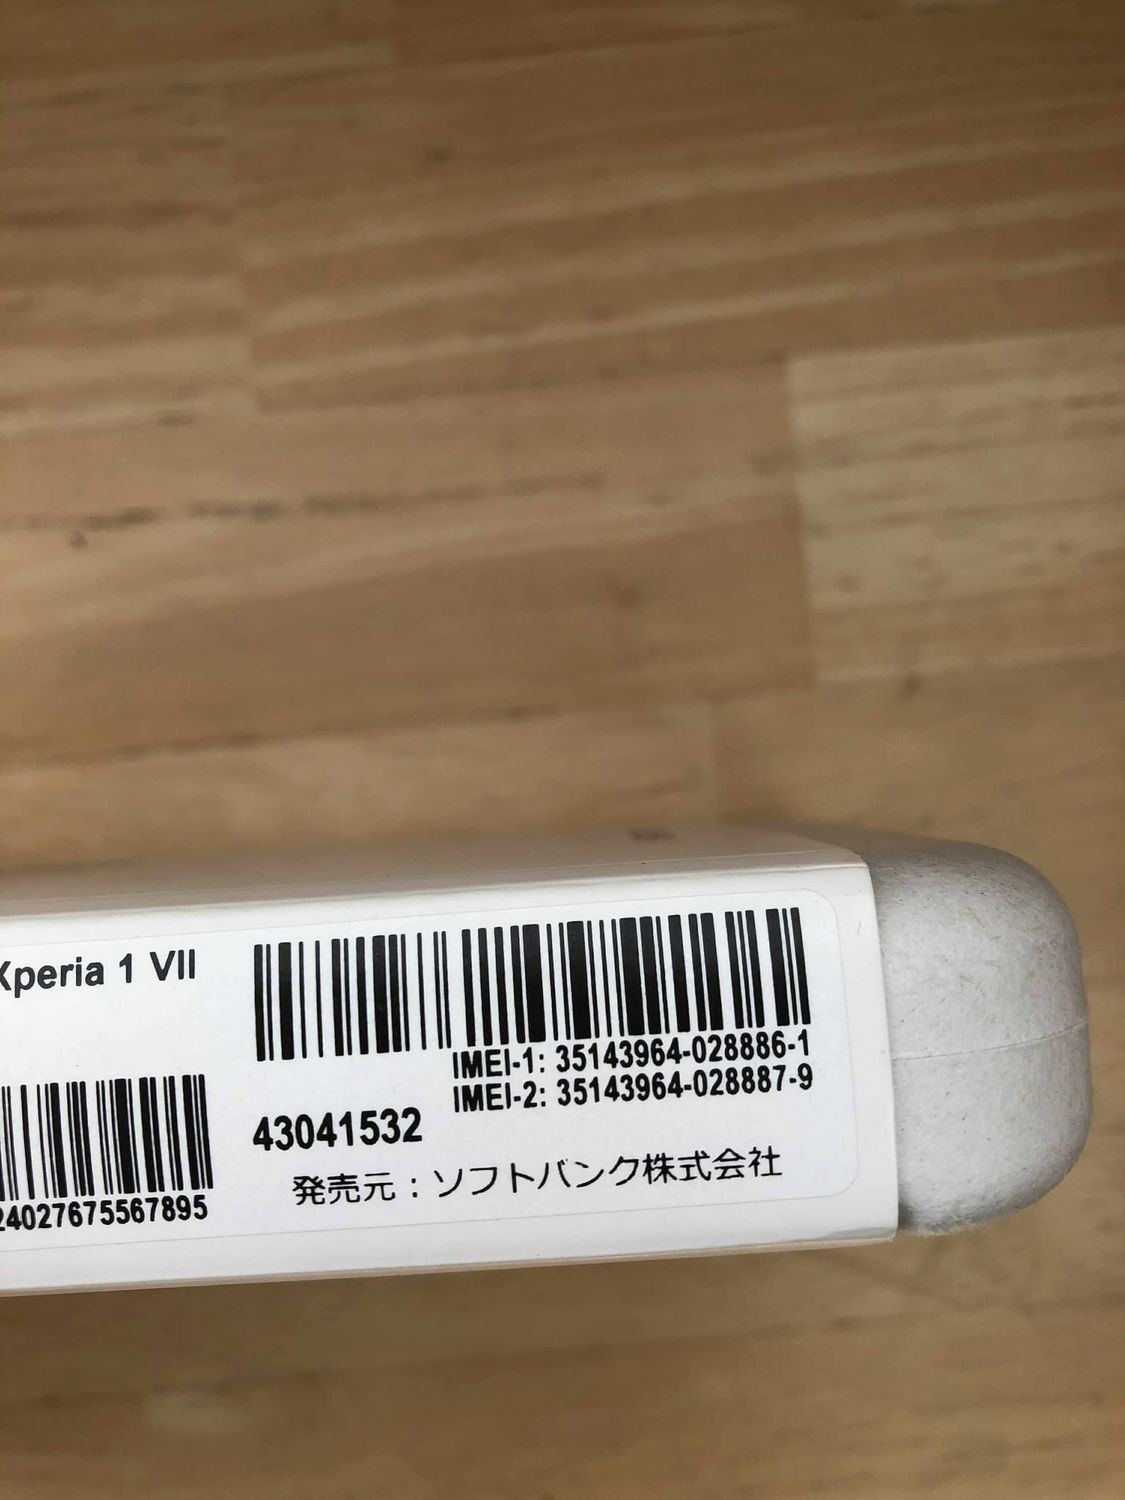 Xperia 1 VII
IMEI-1: 35143964-028886-1
IMEI-2: 35143964-028887-9
43041532
24027675567895
発売元：ソフトバンク株式会社